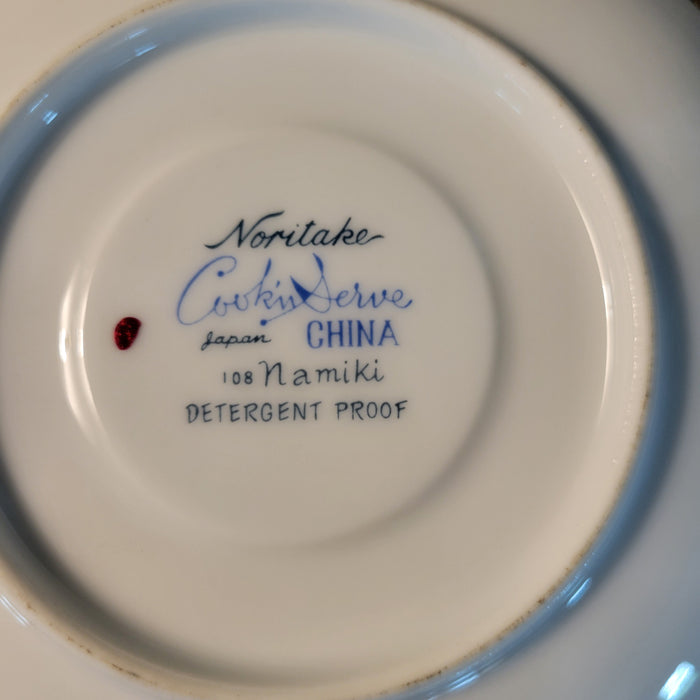 Noritake
Cook'n Serve
Japan CHINA
108 Namiki
DETERGENT PROOF